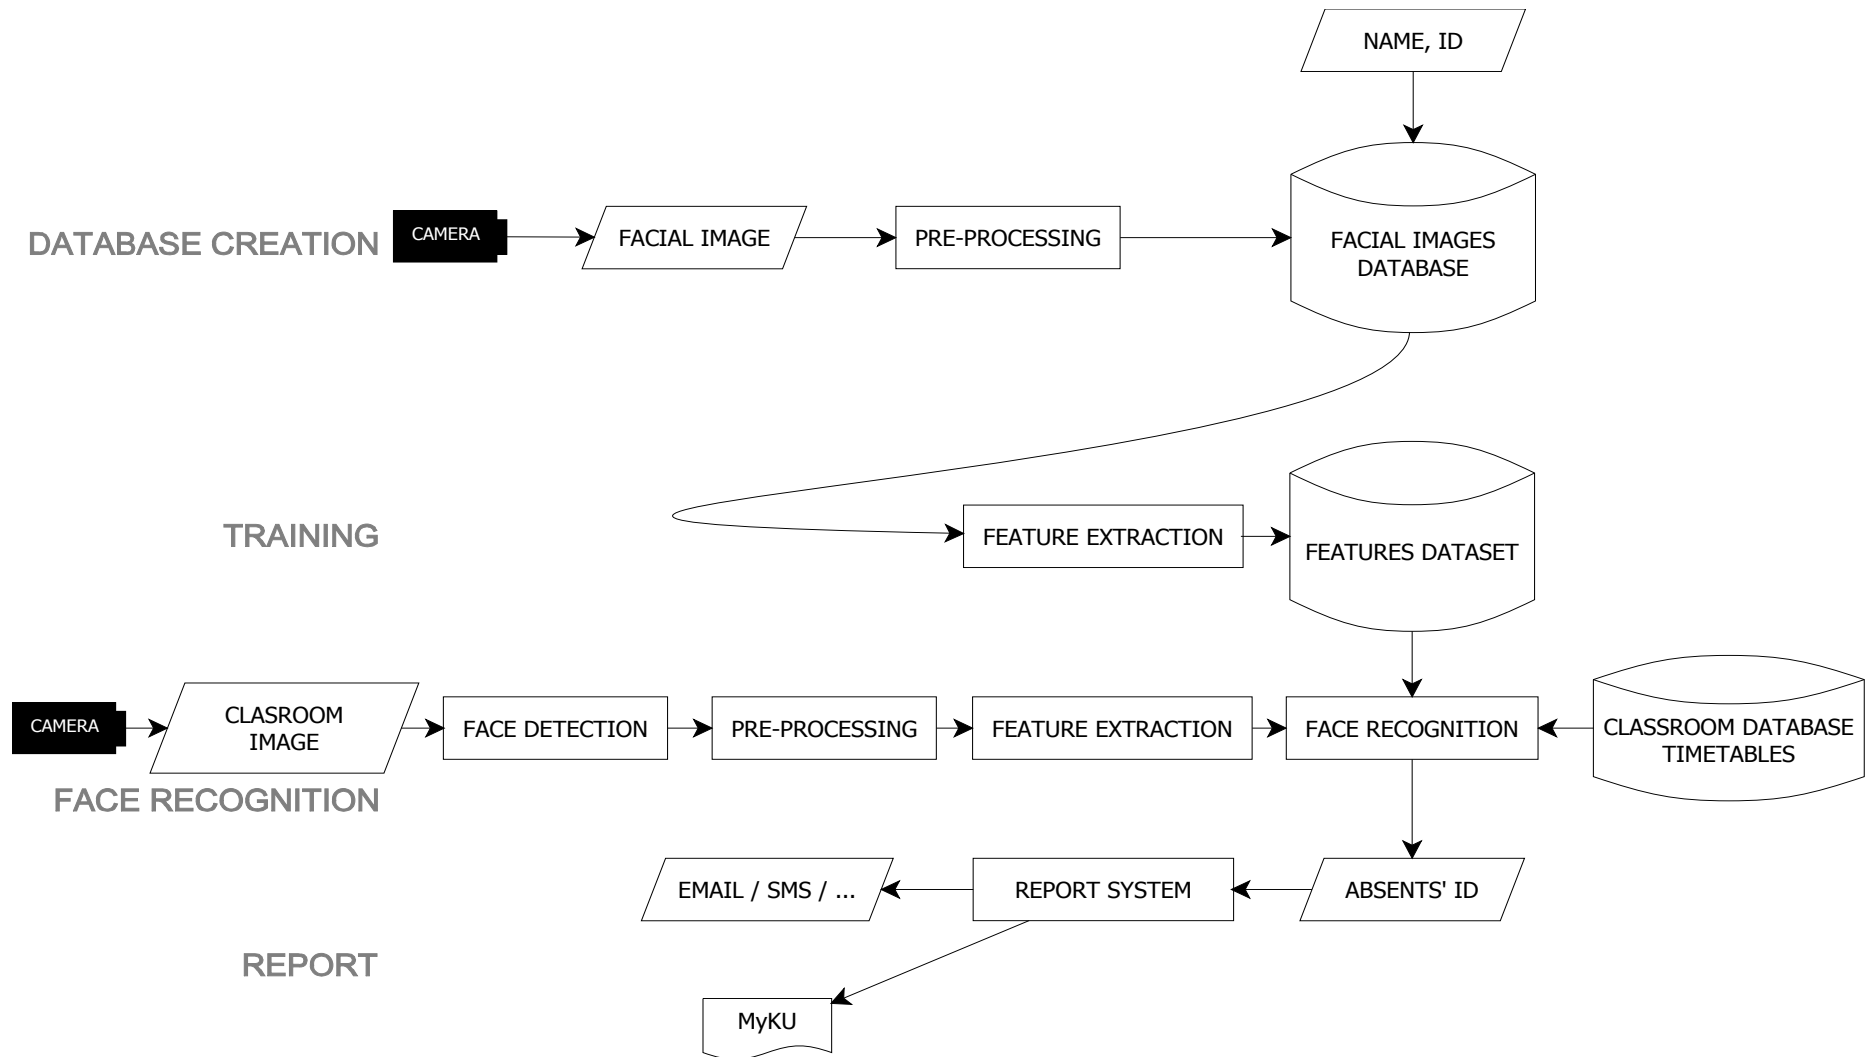 NAME, ID
DATABASE CREATION
CAMERA
FACIAL IMAGE
PRE-PROCESSING
FACIAL IMAGES
DATABASE
TRAINING
FEATURE EXTRACTION
FEATURES DATASET
CAMERA
CLASROOM
IMAGE
FACE DETECTION
PRE-PROCESSING
FEATURE EXTRACTION
FACE RECOGNITION
CLASSROOM DATABASE
TIMETABLES
FACE RECOGNITION
EMAIL / SMS / ...
REPORT SYSTEM
ABSENTS' ID
REPORT
MyKU